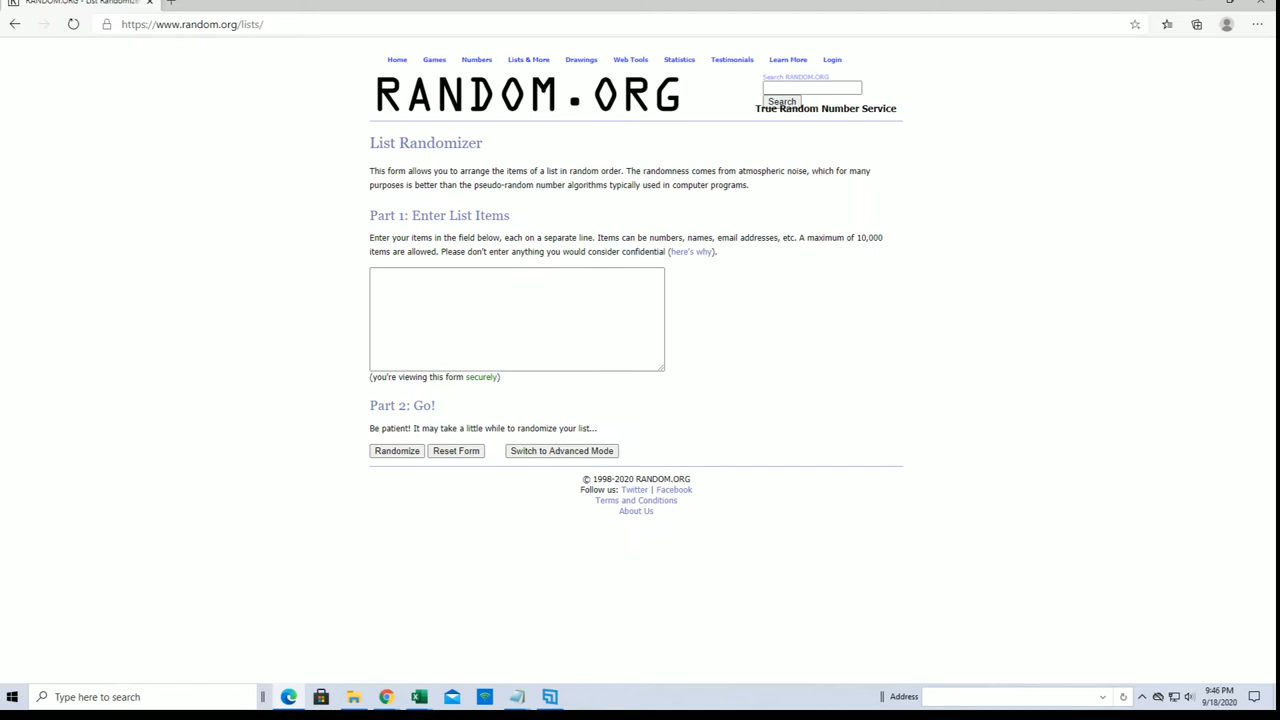 RANDOM.ORG - List Randomiz
https://www.random.org/lists/
Home Games Numbers Lists & More Drawings Web Tools Statistics Testimonials Learn More Login
RANDOM.ORG
Search RANDOM.ORG
Search
True Random Number Service
List Randomizer
This form allows you to arrange the items of a list in random order. The randomness comes from atmospheric noise, which for many
purposes is better than the pseudo-random number algorithms typically used in computer programs.
Part 1: Enter List Items
Enter your items in the field below, each on a separate line. Items can be numbers, names, email addresses, etc. A maximum of 10,000
items are allowed. Please don't enter anything you would consider confidential (here's why).
(you're viewing this form securely)
Part 2: Go!
Be patient! It may take a little while to randomize your list...
Randomize Reset Form Switch to Advanced Mode
© 1998-2020 RANDOM.ORG
Follow us: Twitter | Facebook
Terms and Conditions
About Us
Type here to search
Address
9:46 PM
9/18/2020